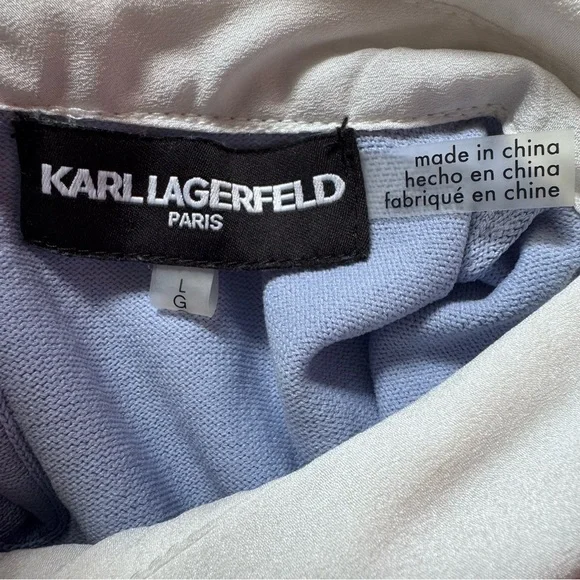 KARL LAGERFELD
PARIS
L
G
made in china
hecho en china
fabriqué en chine